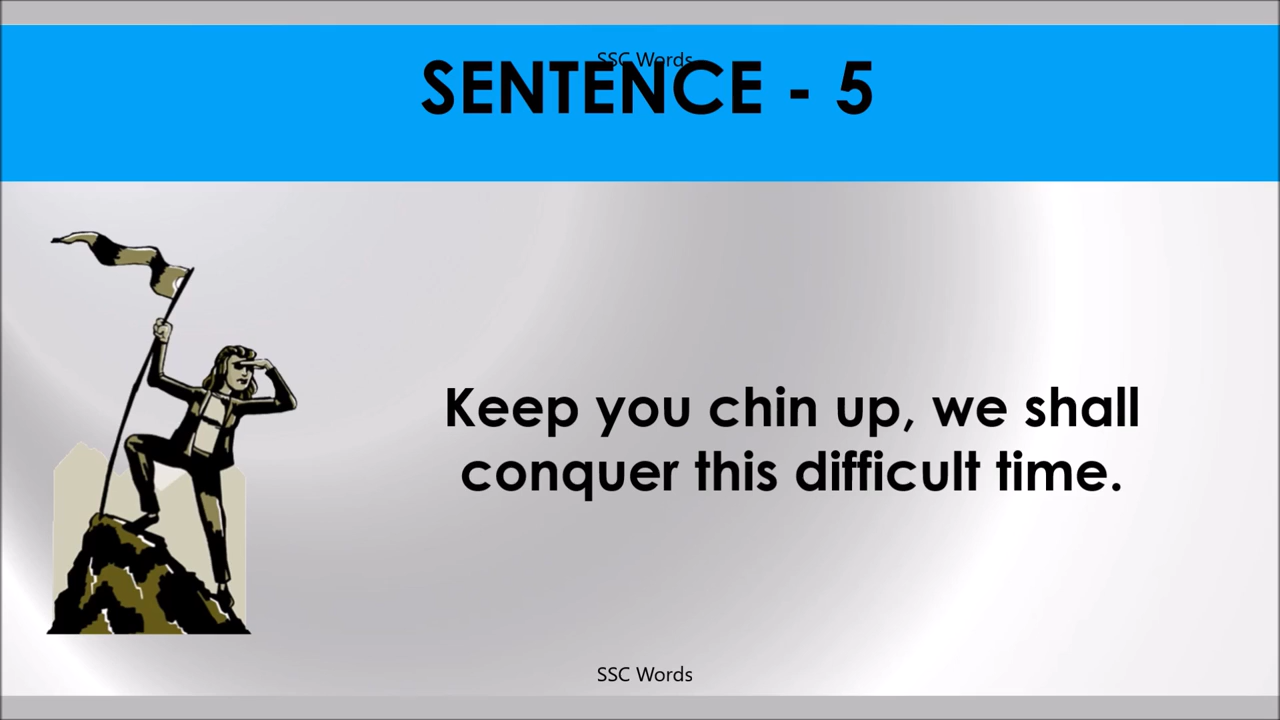 SSC Words
SENTENCE - 5
Keep you chin up, we shall
conquer this difficult time.
SSC Words